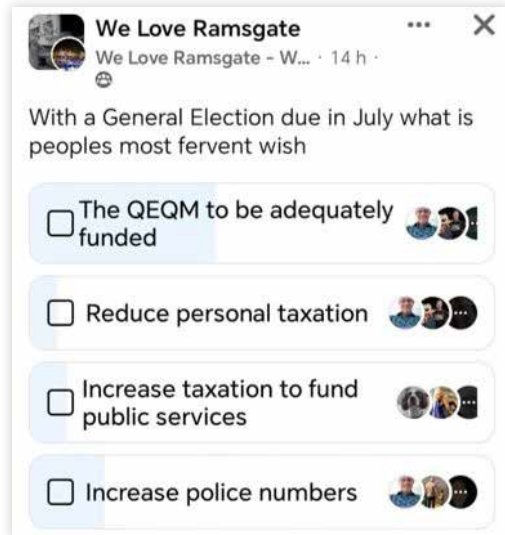 We Love Ramsgate
We Love Ramsgate - W... · 14 h ·
With a General Election due in July what is
peoples most fervent wish
The QEQM to be adequately
funded
Reduce personal taxation
Increase taxation to fund
public services
Increase police numbers